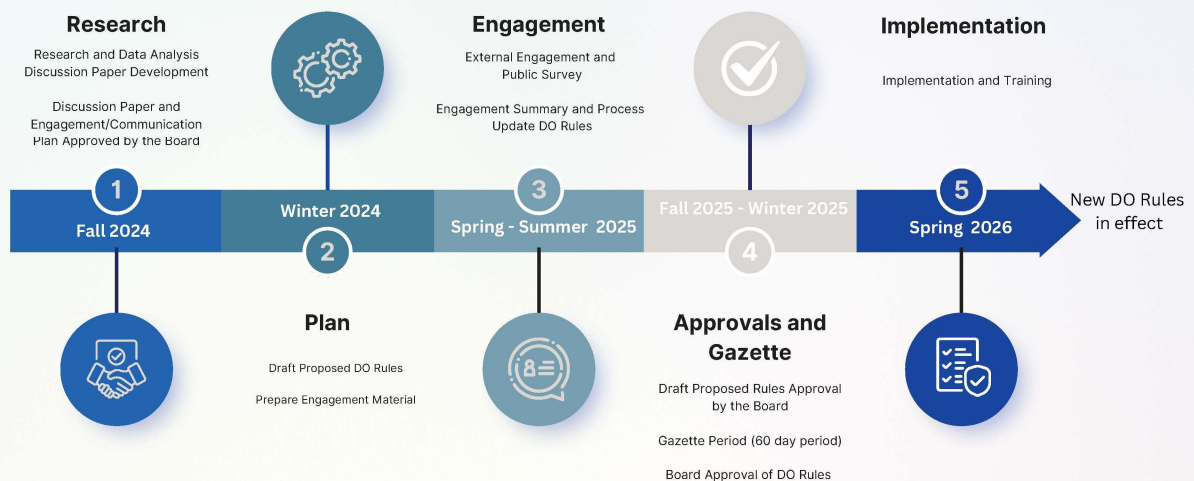 Research
Research and Data Analysis
Discussion Paper Development
Discussion Paper and
Engagement/Communication
Plan Approved by the Board
1
Fall 2024
Winter 2024
2
Plan
Draft Proposed DO Rules
Prepare Engagement Material
Engagement
External Engagement and
Public Survey
Engagement Summary and Process
Update DO Rules
3
Spring - Summer 2025
Fall 2025 - Winter 2025
4
Approvals and
Gazette
Draft Proposed Rules Approval
by the Board
Gazette Period (60 day period)
Board Approval of DO Rules
Implementation
Implementation and Training
5
Spring 2026
New DO Rules
in effect